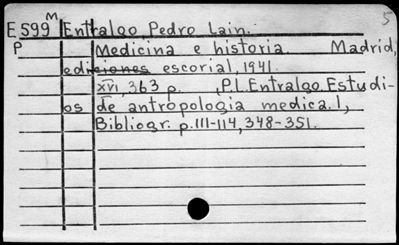 5
M
E599 Entralgo Pedro Lain.
P Medicina e historia. Madrid,
ediciones escorial, 1941.
xvi, 363 p. , P.l. Entralgo. Estudi-
os de antropologia medica. 1,
Bibliogr. p. 111-114, 348-351.